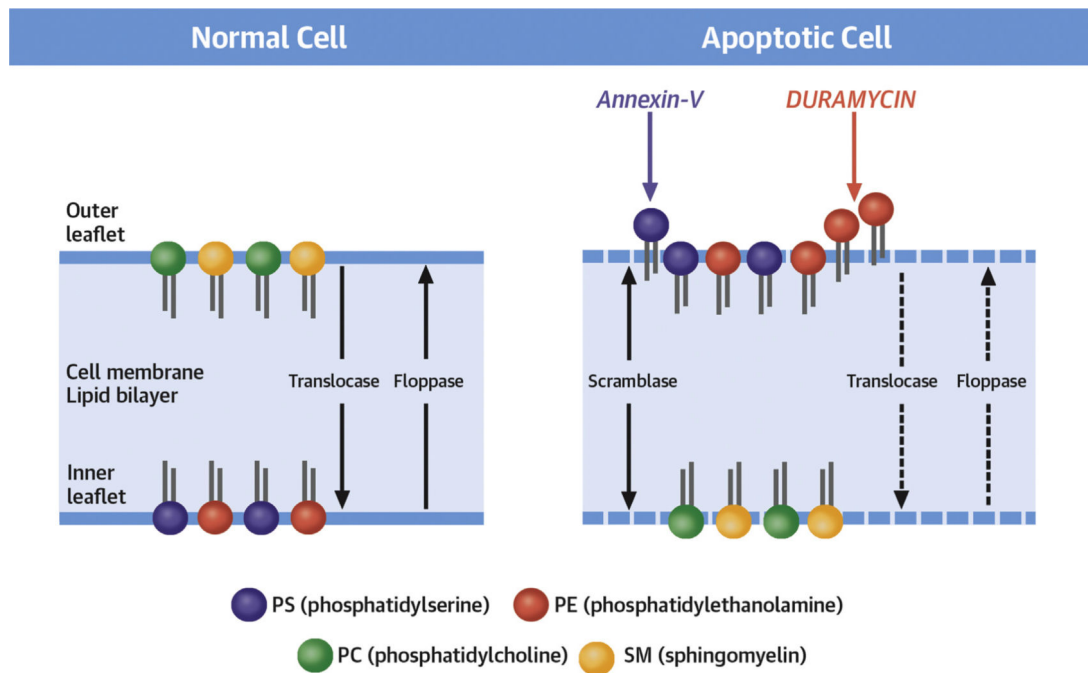 Normal Cell
Apoptotic Cell
Annexin-V
DURAMYCIN
Outer
leaflet
Cell membrane
Lipid bilayer
Translocase
Floppase
Scramblase
Translocase
Floppase
Inner
leaflet
PS (phosphatidylserine)
PE (phosphatidylethanolamine)
PC (phosphatidylcholine)
SM (sphingomyelin)